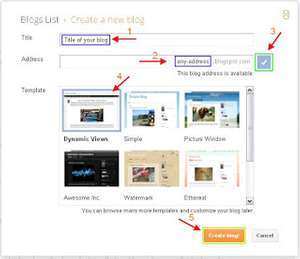 Blogs List › Create a new blog
Title Title of your blog 1
2 3
Address any-address .blogspot.com
This blog address is available
4
Template
Dynamic Views Simple Picture Window
Awesome Inc. Watermark Ethereal
You can browse many more templates and customize your blog later.
5
Create blog! Cancel